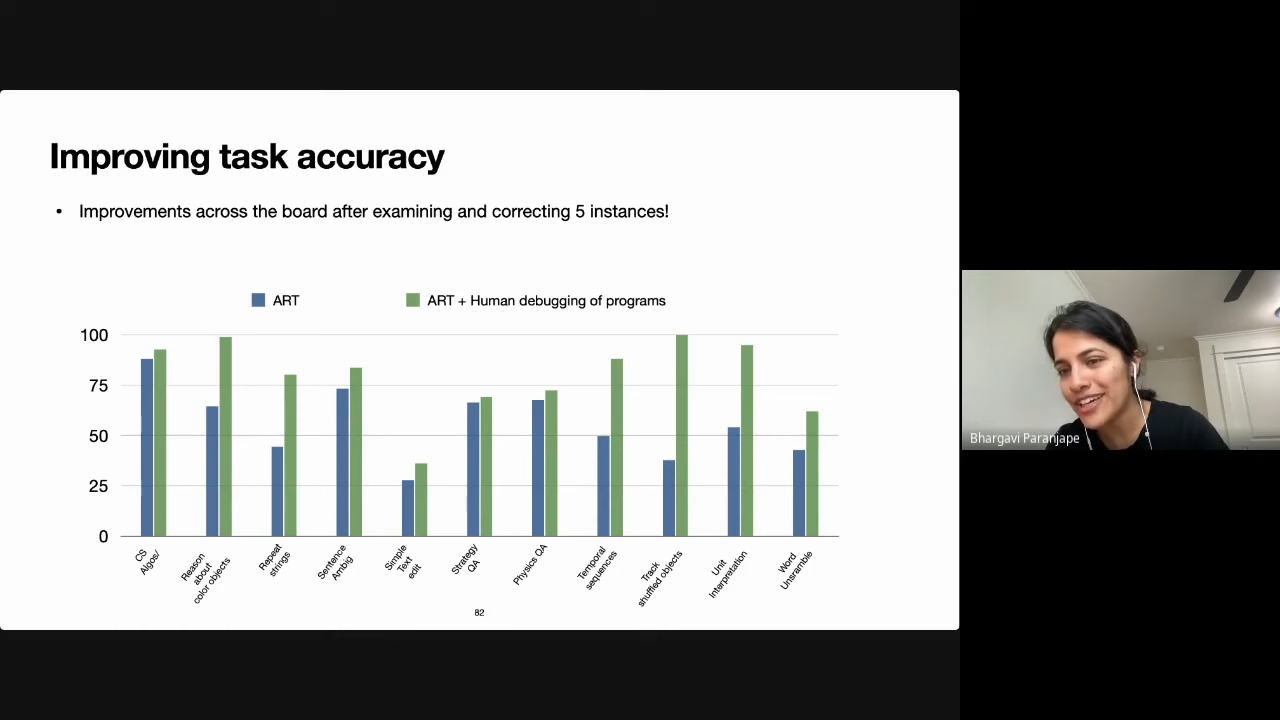 Improving task accuracy
• Improvements across the board after examining and correcting 5 instances!
ART
ART + Human debugging of programs
100
75
50
25
0
CS
Algos/
Reason
about
color objects
Repeat
strings
Sentence
Ambig
Simple
Text
edit
Strategy
QA
Physics QA
Temporal
sequences
Track
shuffled objects
Unit
Interpretation
Word
Unsramble
82
Bhargavi Paranjape